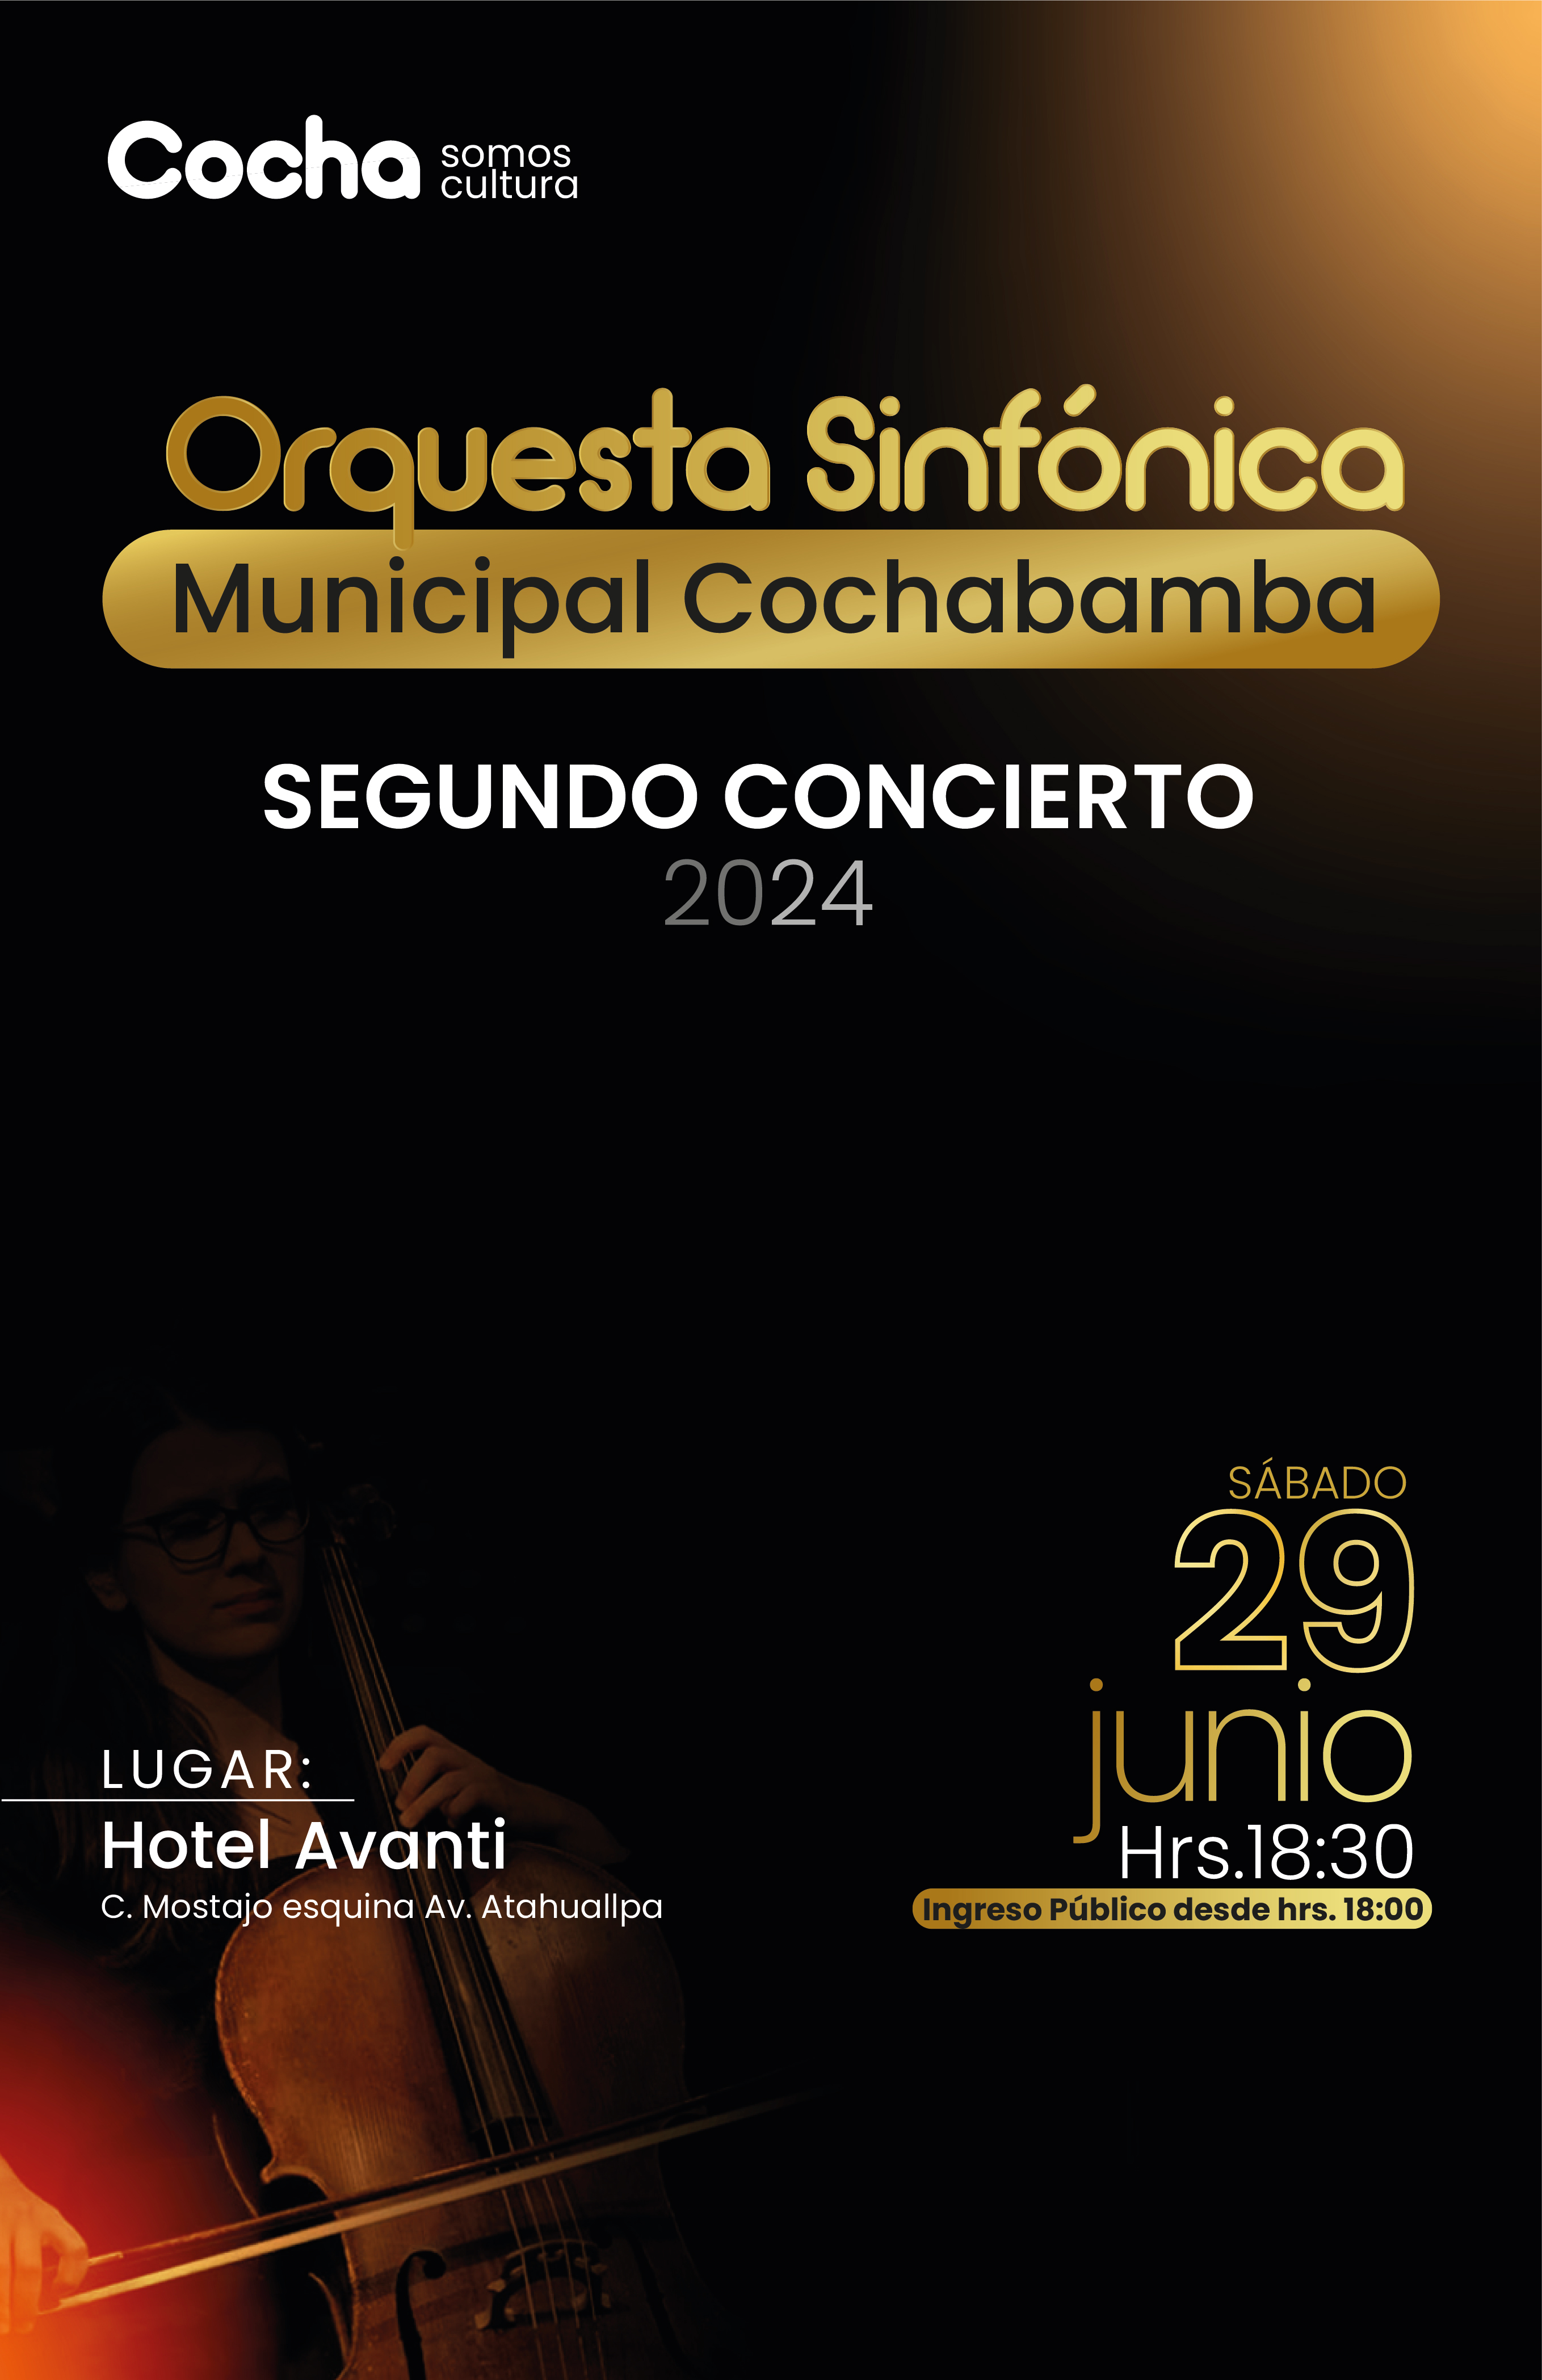 Cocha somos cultura
Orquesta Sinfónica
Municipal Cochabamba
SEGUNDO CONCIERTO
2024
SÁBADO
29
junio
Hrs.18:30
Ingreso Público desde hrs. 18:00
LUGAR:
Hotel Avanti
C. Mostajo esquina Av. Atahuallpa